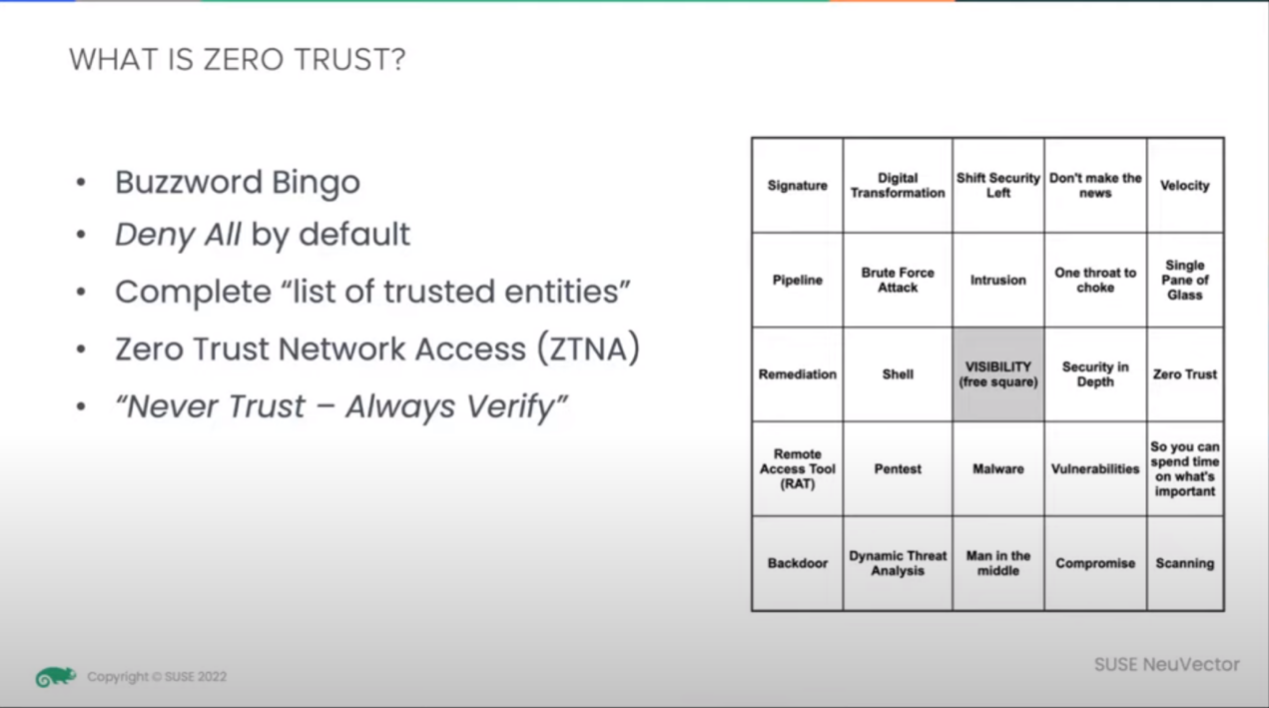 WHAT IS ZERO TRUST?
• Buzzword Bingo
• Deny All by default
• Complete “list of trusted entities”
• Zero Trust Network Access (ZTNA)
• “Never Trust – Always Verify”
Signature
Digital
Transformation
Shift Security
Left
Don't make the
news
Velocity
Pipeline
Brute Force
Attack
Intrusion
One throat to
choke
Single
Pane of
Glass
Remediation
Shell
VISIBILITY
(free square)
Security in
Depth
Zero Trust
Remote
Access Tool
(RAT)
Pentest
Malware
Vulnerabilities
So you can
spend time
on what's
important
Backdoor
Dynamic Threat
Analysis
Man in the
middle
Compromise
Scanning
Copyright © SUSE 2022
SUSE NeuVector